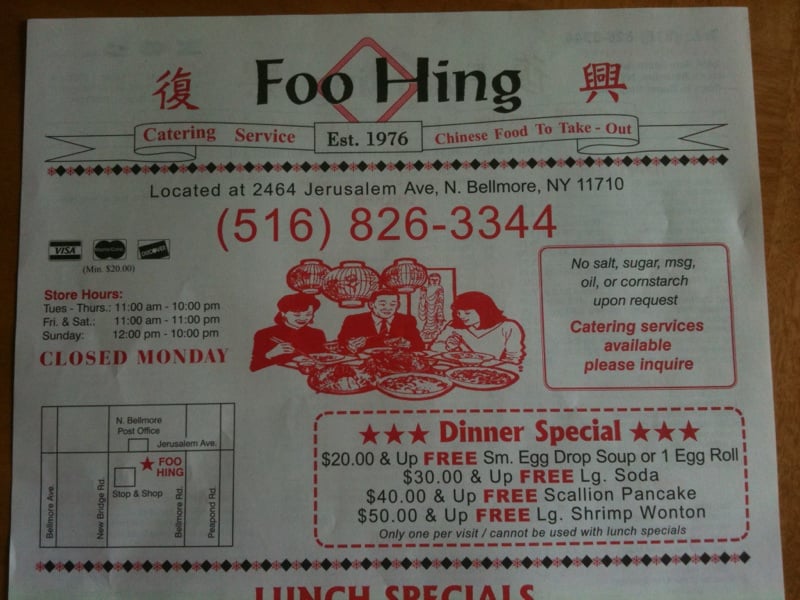 復 Foo Hing 興
Catering Service Est. 1976 Chinese Food To Take - Out
Located at 2464 Jerusalem Ave, N. Bellmore, NY 11710
(516) 826-3344
VISA MasterCard DISCOVER
(Min. $20.00)
Store Hours:
Tues - Thurs.: 11:00 am - 10:00 pm
Fri. & Sat.: 11:00 am - 11:00 pm
Sunday: 12:00 pm - 10:00 pm
CLOSED MONDAY
No salt, sugar, msg,
oil, or cornstarch
upon request
Catering services
available
please inquire
N. Bellmore
Post Office
Jerusalem Ave.
FOO
HING
Stop & Shop
Bellmore Ave.
New Bridge Rd.
Bellmore Rd.
Peapond Rd.
Dinner Special
$20.00 & Up FREE Sm. Egg Drop Soup or 1 Egg Roll
$30.00 & Up FREE Lg. Soda
$40.00 & Up FREE Scallion Pancake
$50.00 & Up FREE Lg. Shrimp Wonton
Only one per visit / cannot be used with lunch specials
LUNCH SPECIALS